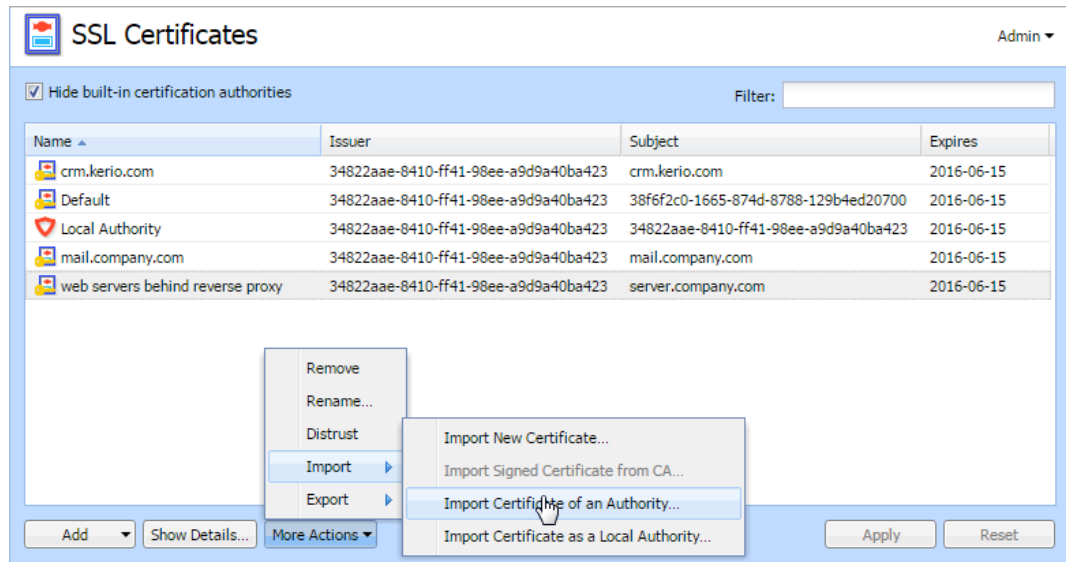 SSL Certificates
Admin
Hide built-in certification authorities
Filter:
Name Issuer Subject Expires
crm.kerio.com 34822aae-8410-ff41-98ee-a9d9a40ba423 crm.kerio.com 2016-06-15
Default 34822aae-8410-ff41-98ee-a9d9a40ba423 38f6f2c0-1665-874d-8788-129b4ed20700 2016-06-15
Local Authority 34822aae-8410-ff41-98ee-a9d9a40ba423 34822aae-8410-ff41-98ee-a9d9a40ba423 2016-06-15
mail.company.com 34822aae-8410-ff41-98ee-a9d9a40ba423 mail.company.com 2016-06-15
web servers behind reverse proxy 34822aae-8410-ff41-98ee-a9d9a40ba423 server.company.com 2016-06-15
Remove
Rename...
Distrust
Import
Export
Import New Certificate...
Import Signed Certificate from CA...
Import Certificate of an Authority...
Import Certificate as a Local Authority...
Add Show Details... More Actions Apply Reset